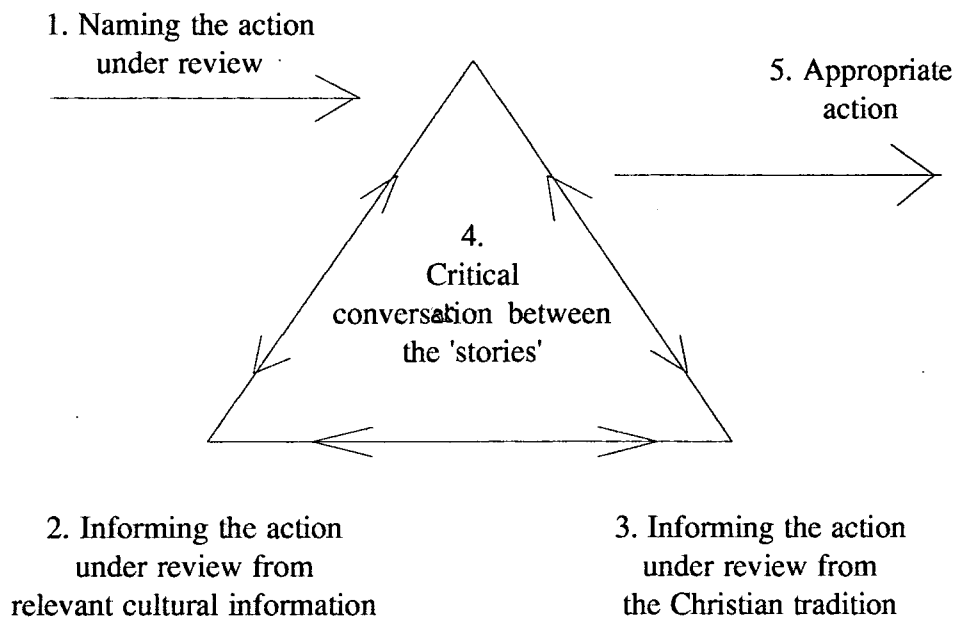 1. Naming the action
under review
5. Appropriate
action
4.
Critical
conversation between
the 'stories'
2. Informing the action
under review from
relevant cultural information
3. Informing the action
under review from
the Christian tradition